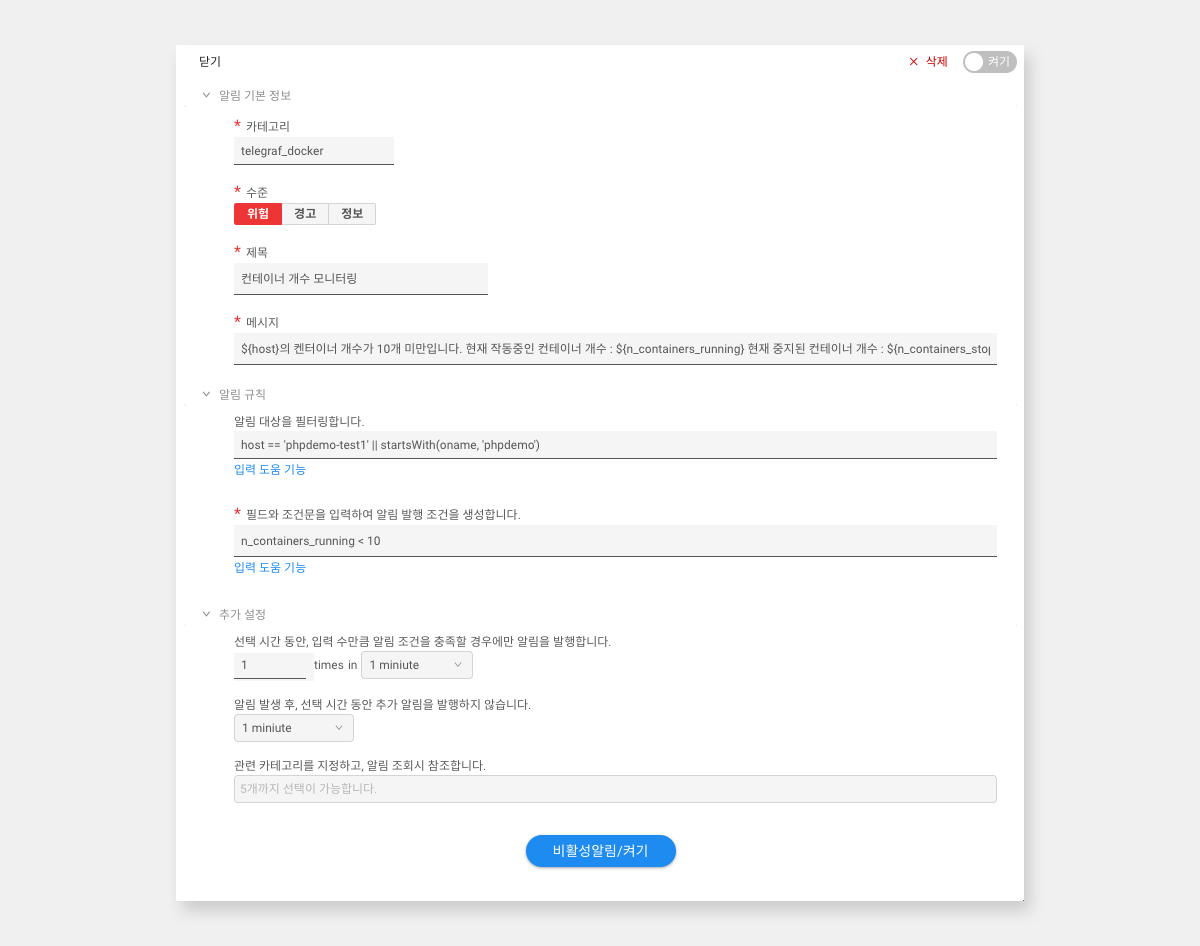 닫기
× 삭제 켜기
알림 기본 정보
* 카테고리
telegraf_docker
* 수준
위험 경고 정보
* 제목
컨테이너 개수 모니터링
* 메시지
${host}의 켄터이너 개수가 10개 미만입니다. 현재 작동중인 컨테이너 개수 : ${n_containers_running} 현재 중지된 컨테이너 개수 : ${n_containers_stop
알림 규칙
알림 대상을 필터링합니다.
host == 'phpdemo-test1' || startsWith(oname, 'phpdemo')
입력 도움 기능
* 필드와 조건문을 입력하여 알림 발행 조건을 생성합니다.
n_containers_running < 10
입력 도움 기능
추가 설정
선택 시간 동안, 입력 수만큼 알림 조건을 충족할 경우에만 알림을 발행합니다.
1 times in 1 miniute
알림 발생 후, 선택 시간 동안 추가 알림을 발행하지 않습니다.
1 miniute
관련 카테고리를 지정하고, 알림 조회시 참조합니다.
5개까지 선택이 가능합니다.
비활성알림/켜기